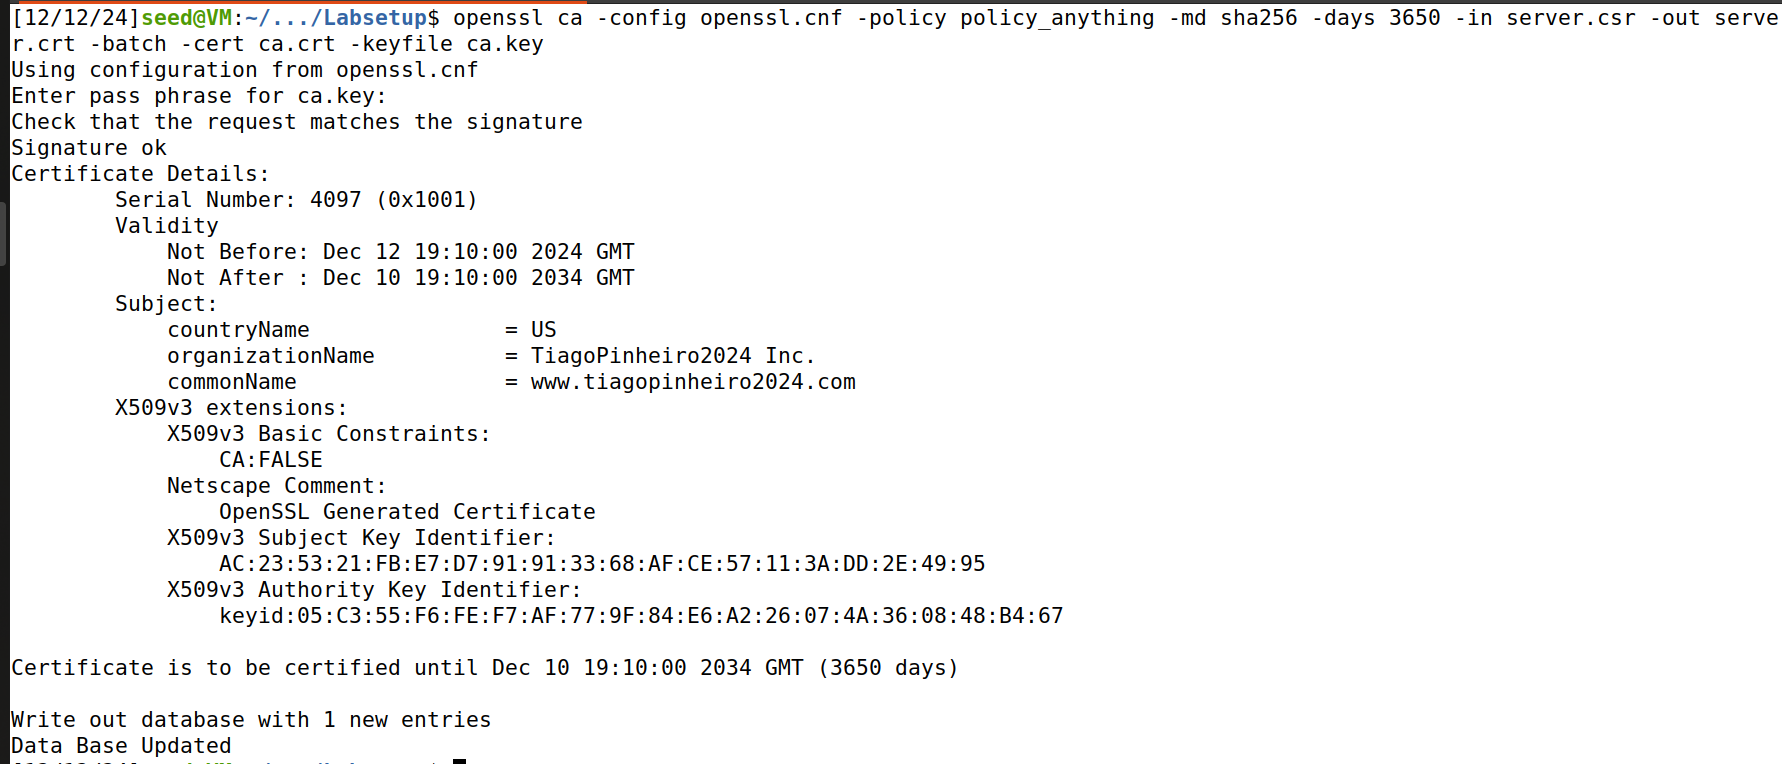 [12/12/24]seed@VM:~/.../Labsetup$ openssl ca -config openssl.cnf -policy policy_anything -md sha256 -days 3650 -in server.csr -out serve
r.crt -batch -cert ca.crt -keyfile ca.key
Using configuration from openssl.cnf
Enter pass phrase for ca.key:
Check that the request matches the signature
Signature ok
Certificate Details:
        Serial Number: 4097 (0x1001)
        Validity
            Not Before: Dec 12 19:10:00 2024 GMT
            Not After : Dec 10 19:10:00 2034 GMT
        Subject:
            countryName               = US
            organizationName          = TiagoPinheiro2024 Inc.
            commonName                = www.tiagopinheiro2024.com
        X509v3 extensions:
            X509v3 Basic Constraints:
                CA:FALSE
            Netscape Comment:
                OpenSSL Generated Certificate
            X509v3 Subject Key Identifier:
                AC:23:53:21:FB:E7:D7:91:91:33:68:AF:CE:57:11:3A:DD:2E:49:95
            X509v3 Authority Key Identifier:
                keyid:05:C3:55:F6:FE:F7:AF:77:9F:84:E6:A2:26:07:4A:36:08:48:B4:67
Certificate is to be certified until Dec 10 19:10:00 2034 GMT (3650 days)
Write out database with 1 new entries
Data Base Updated